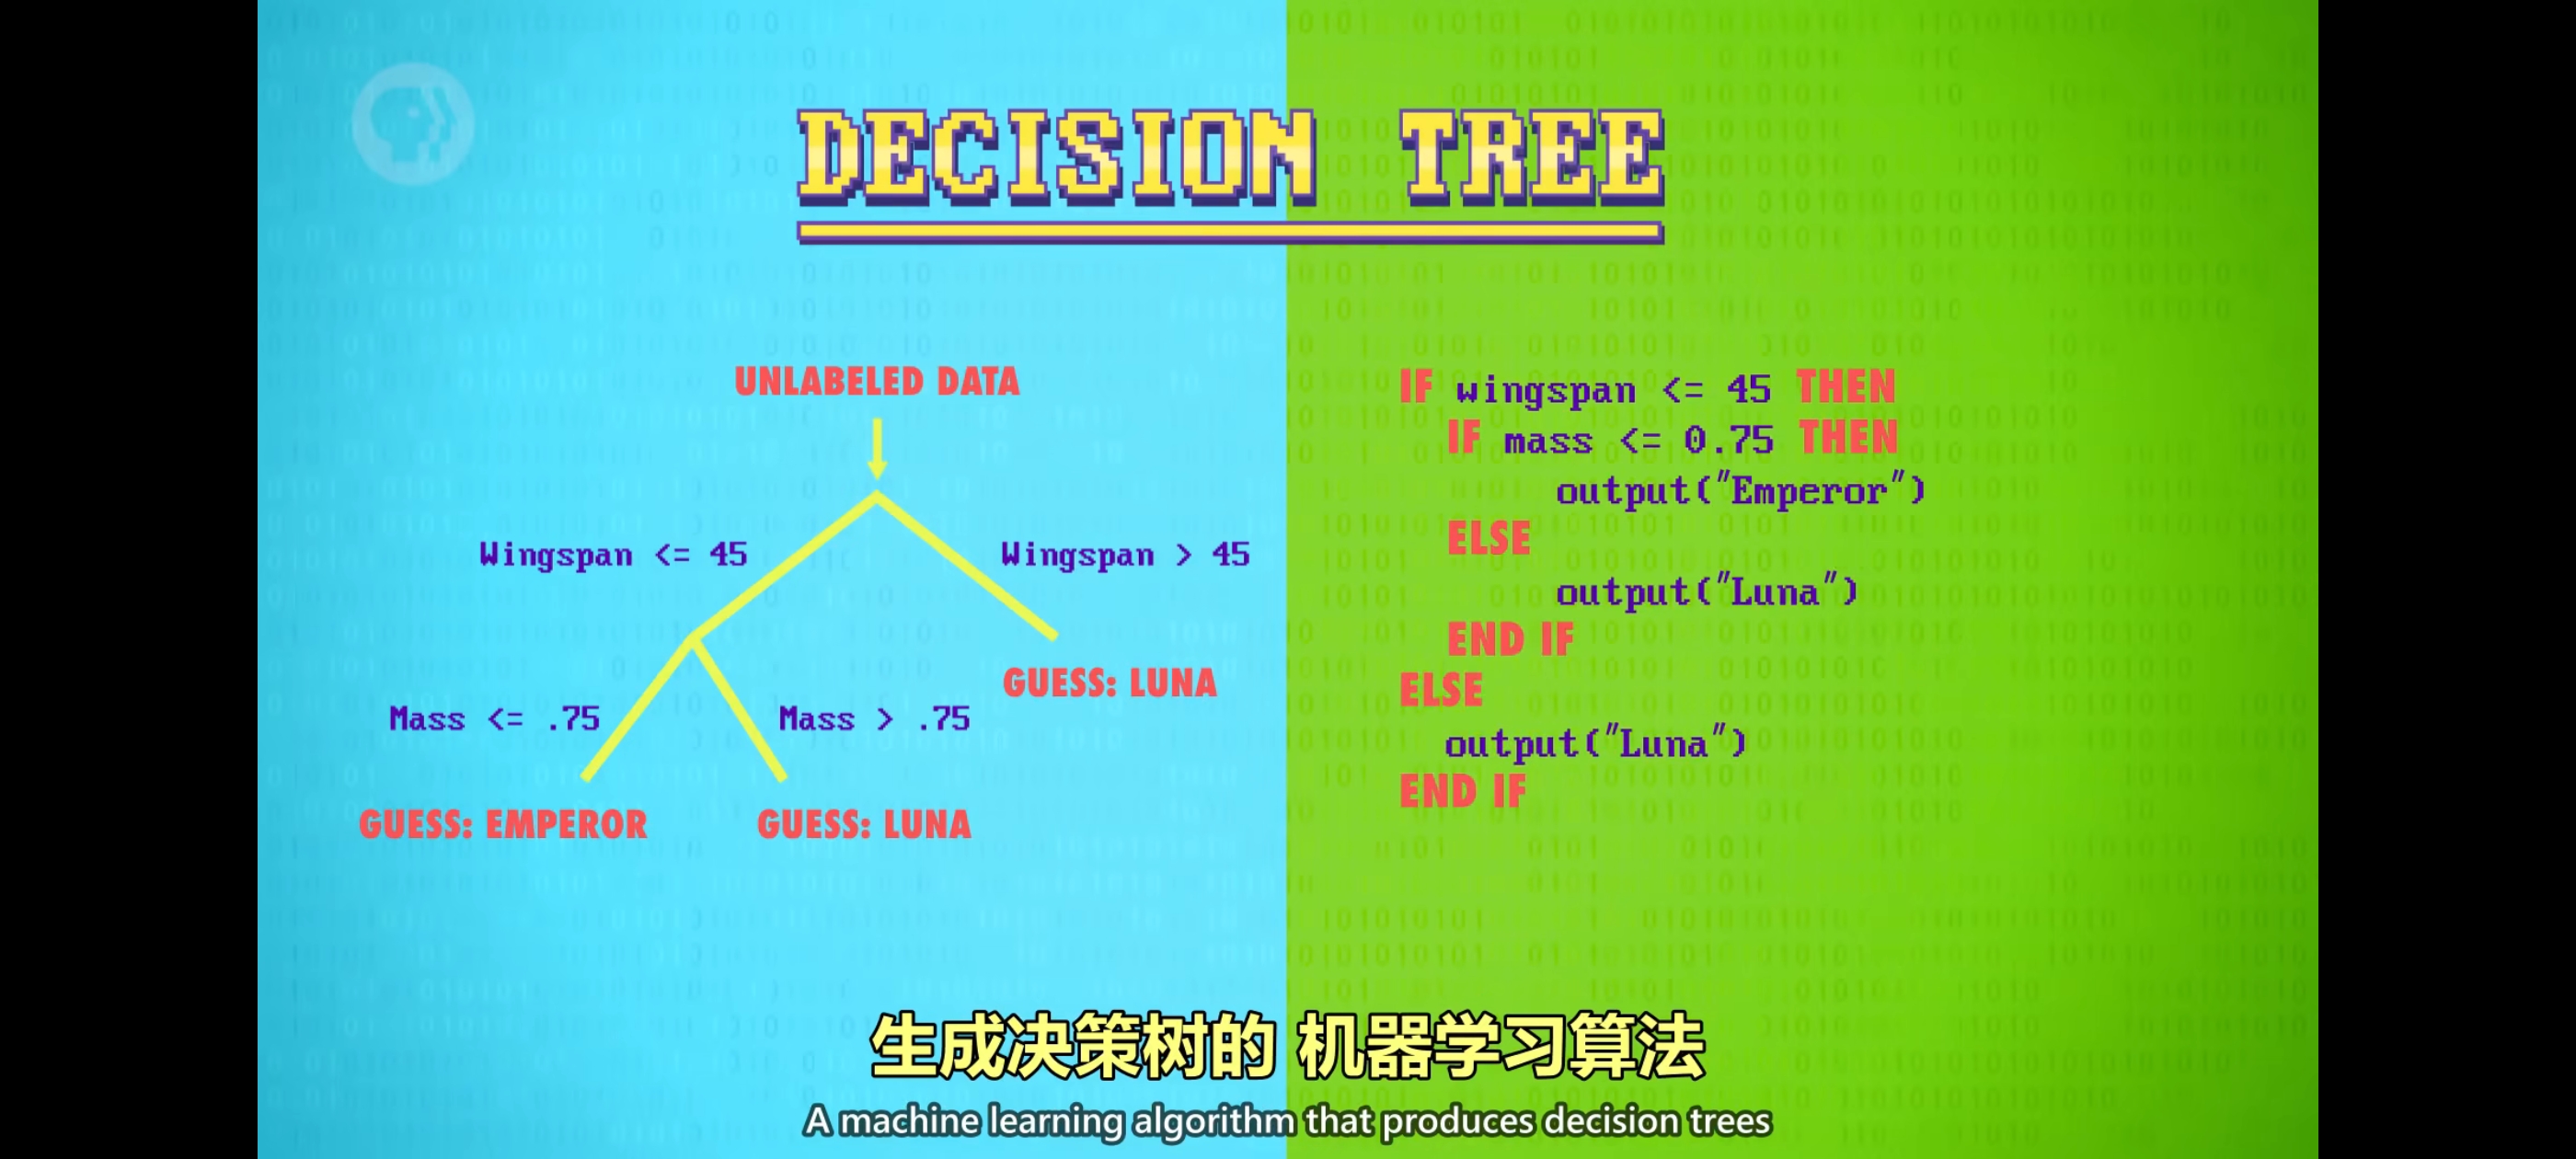 DECISION TREE
UNLABELED DATA
Wingspan <= 45
Wingspan > 45
GUESS: LUNA
Mass <= .75
Mass > .75
GUESS: EMPEROR
GUESS: LUNA
IF wingspan <= 45 THEN
IF mass <= 0.75 THEN
output("Emperor")
ELSE
output("Luna")
END IF
ELSE
output("Luna")
END IF
生成决策树的 机器学习算法
A machine learning algorithm that produces decision trees